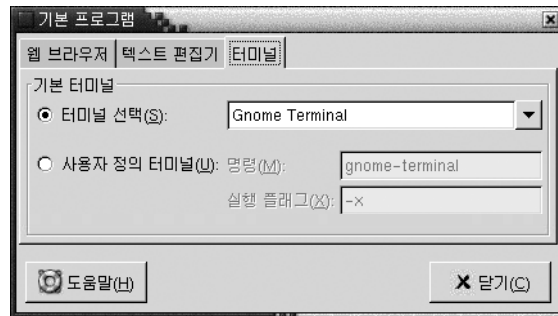 기본 프로그램
웹 브라우저 텍스트 편집기 터미널
기본 터미널
터미널 선택(S): Gnome Terminal
사용자 정의 터미널(U): 명령(M): gnome-terminal
실행 플래그(X): -x
도움말(H) 닫기(C)